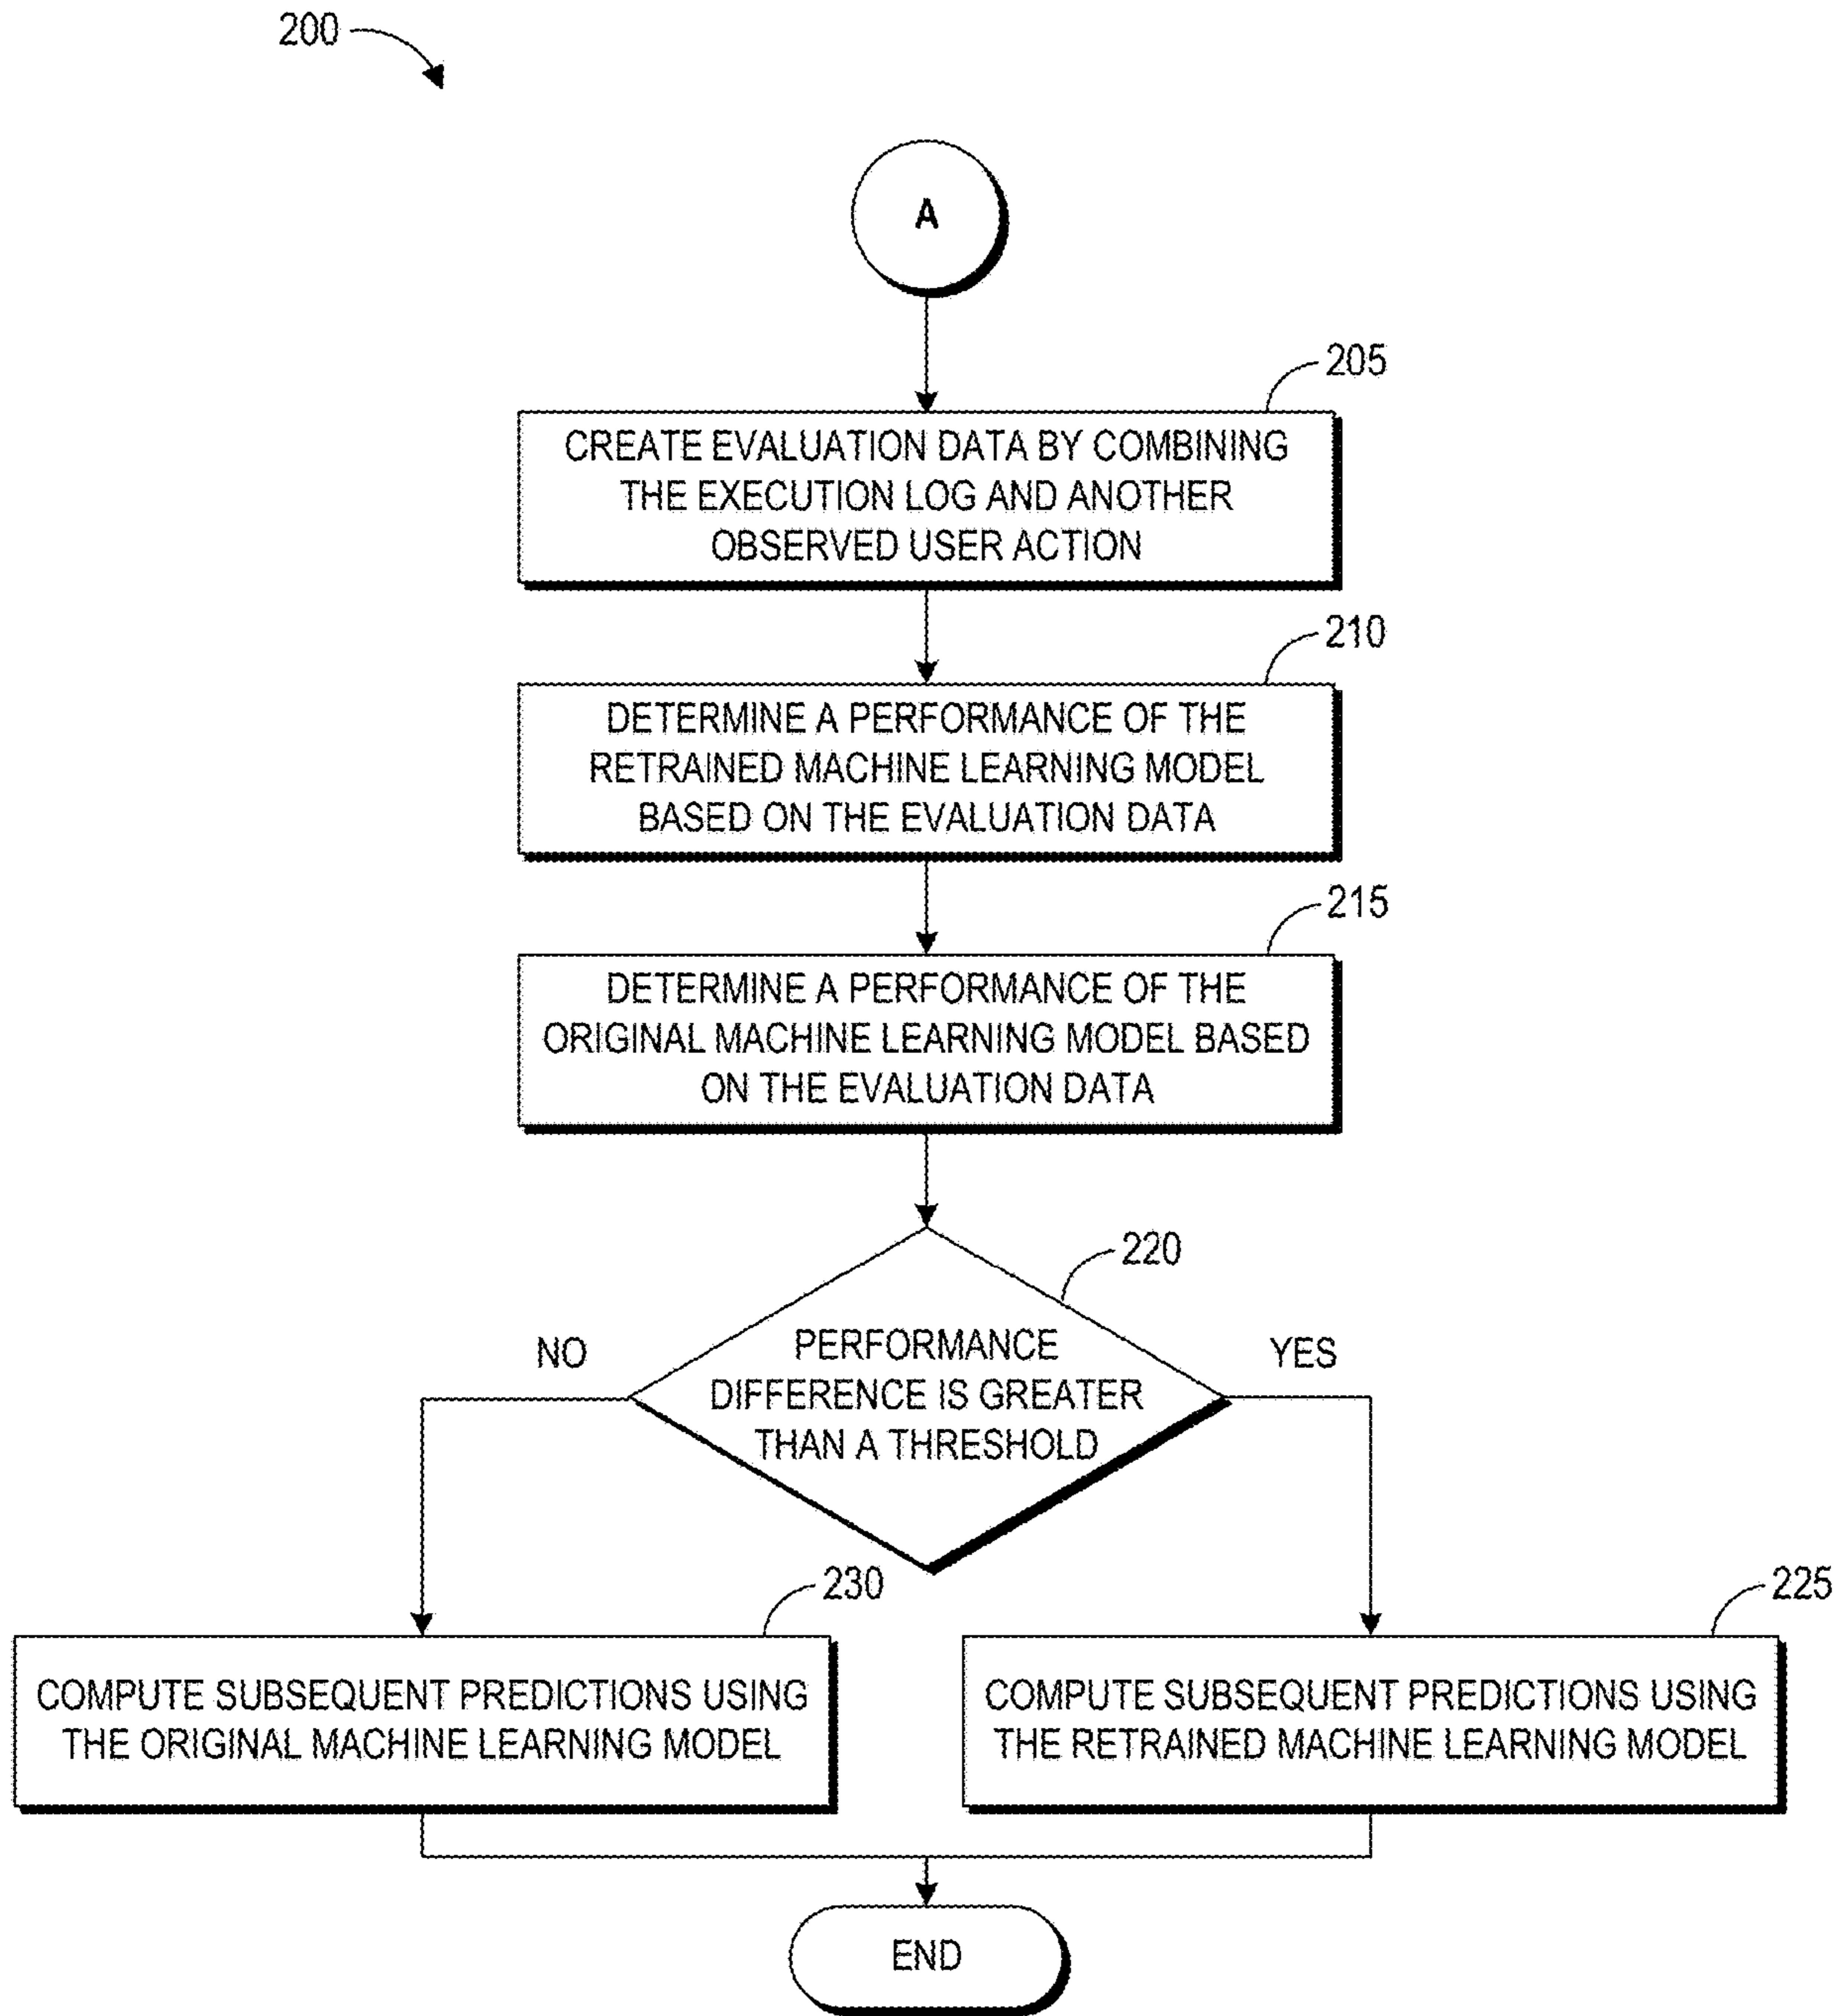 200
A
205
CREATE EVALUATION DATA BY COMBINING
THE EXECUTION LOG AND ANOTHER
OBSERVED USER ACTION
210
DETERMINE A PERFORMANCE OF THE
RETRAINED MACHINE LEARNING MODEL
BASED ON THE EVALUATION DATA
215
DETERMINE A PERFORMANCE OF THE
ORIGINAL MACHINE LEARNING MODEL BASED
ON THE EVALUATION DATA
220
NO
PERFORMANCE
DIFFERENCE IS GREATER
THAN A THRESHOLD
YES
230
COMPUTE SUBSEQUENT PREDICTIONS USING
THE ORIGINAL MACHINE LEARNING MODEL
225
COMPUTE SUBSEQUENT PREDICTIONS USING
THE RETRAINED MACHINE LEARNING MODEL
END